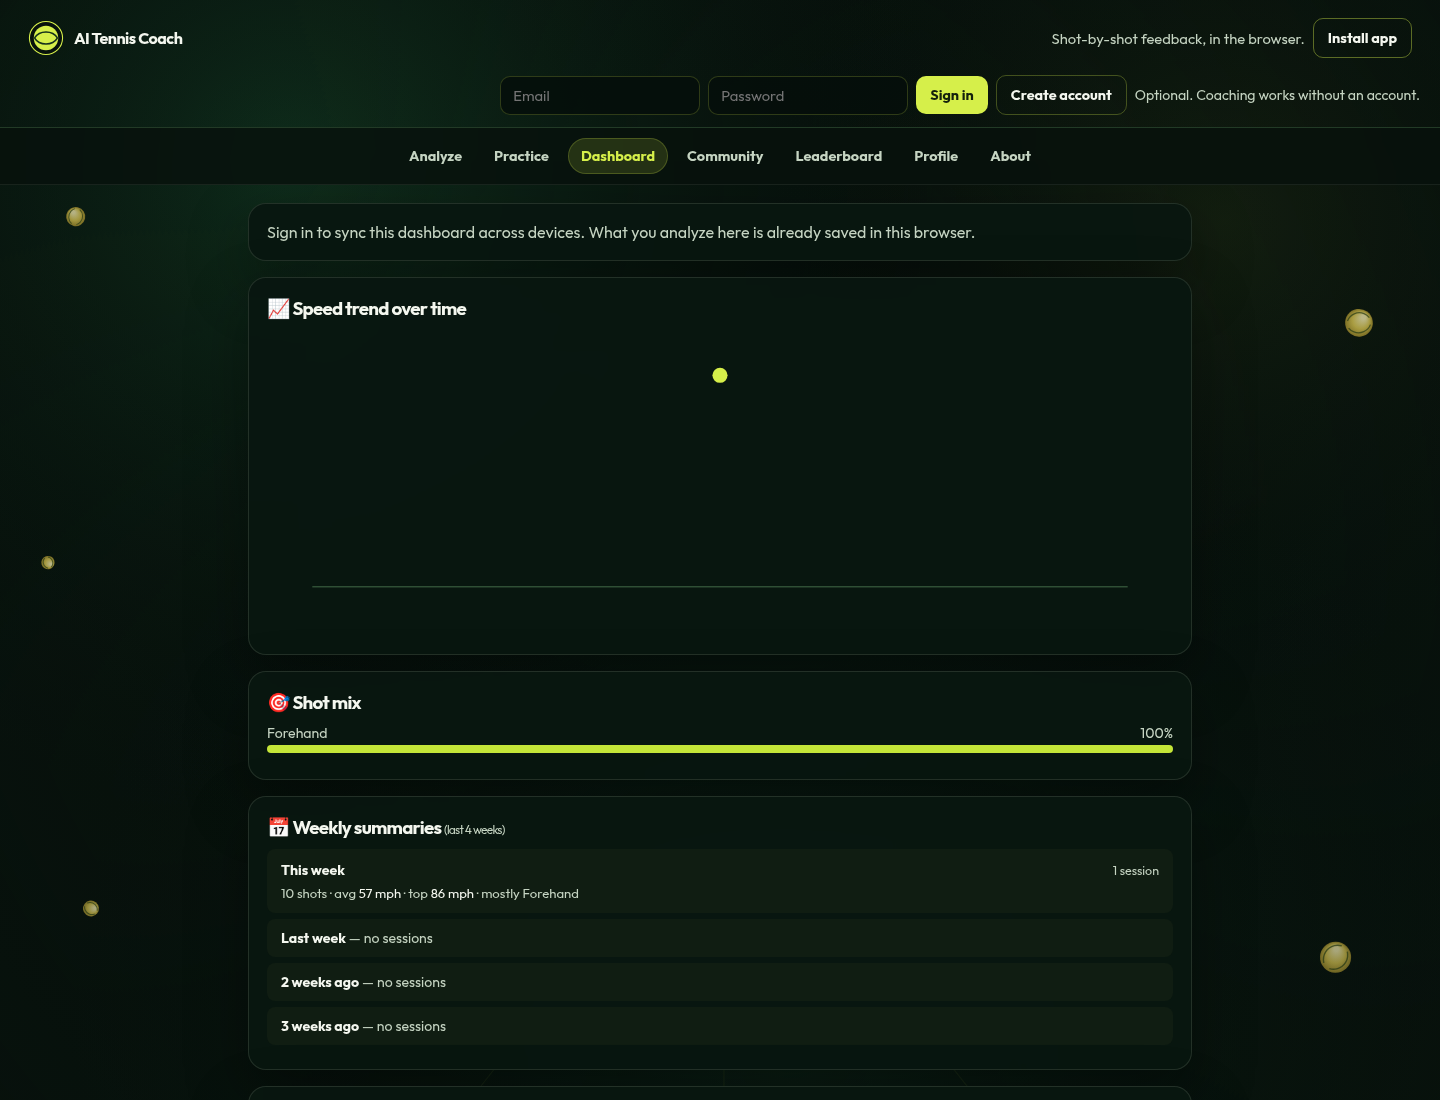 AI Tennis Coach
Shot-by-shot feedback, in the browser.
Install app
Email
Password
Sign in
Create account
Optional. Coaching works without an account.
Analyze
Practice
Dashboard
Community
Leaderboard
Profile
About
Sign in to sync this dashboard across devices. What you analyze here is already saved in this browser.
📈 Speed trend over time
🎯 Shot mix
Forehand
100%
📅 Weekly summaries (last 4 weeks)
This week
1 session
10 shots · avg 57 mph · top 86 mph · mostly Forehand
Last week — no sessions
2 weeks ago — no sessions
3 weeks ago — no sessions